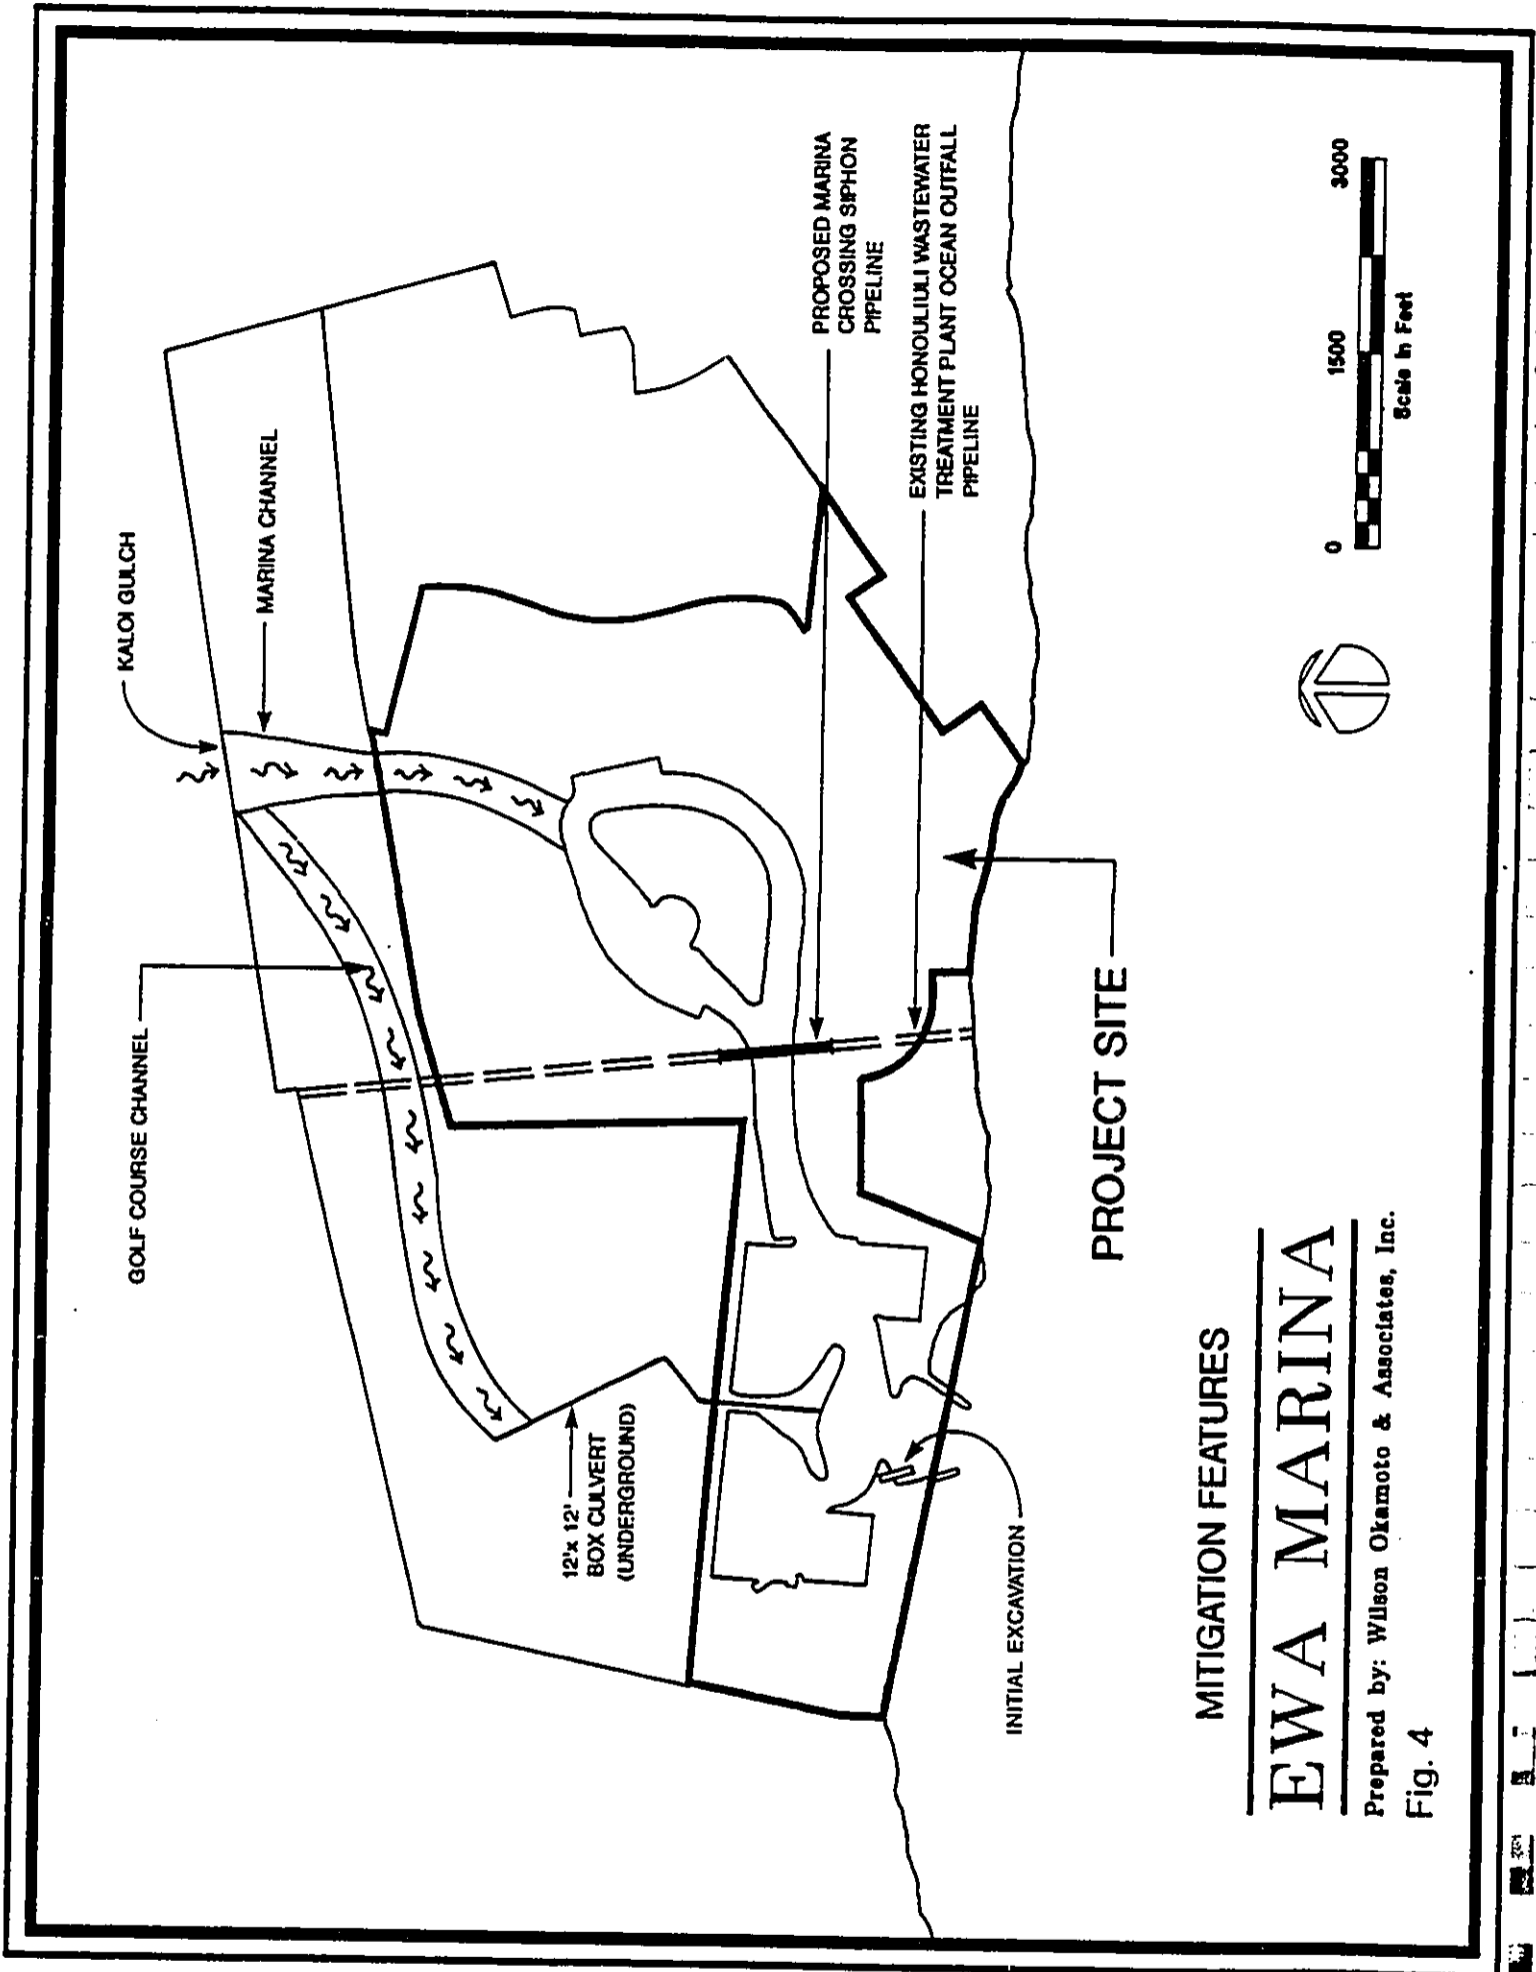 KALOI GULCH
MARINA CHANNEL
GOLF COURSE CHANNEL
PROPOSED MARINA
CROSSING SIPHON
PIPELINE
EXISTING HONOULIULI WASTEWATER
TREATMENT PLANT OCEAN OUTFALL
PIPELINE
12'x 12'
BOX CULVERT
(UNDERGROUND)
INITIAL EXCAVATION
PROJECT SITE
MITIGATION FEATURES
EWA MARINA
Prepared by: Wilson Okamoto & Associates, Inc.
Fig. 4
0 1500 3000
Scale in Feet